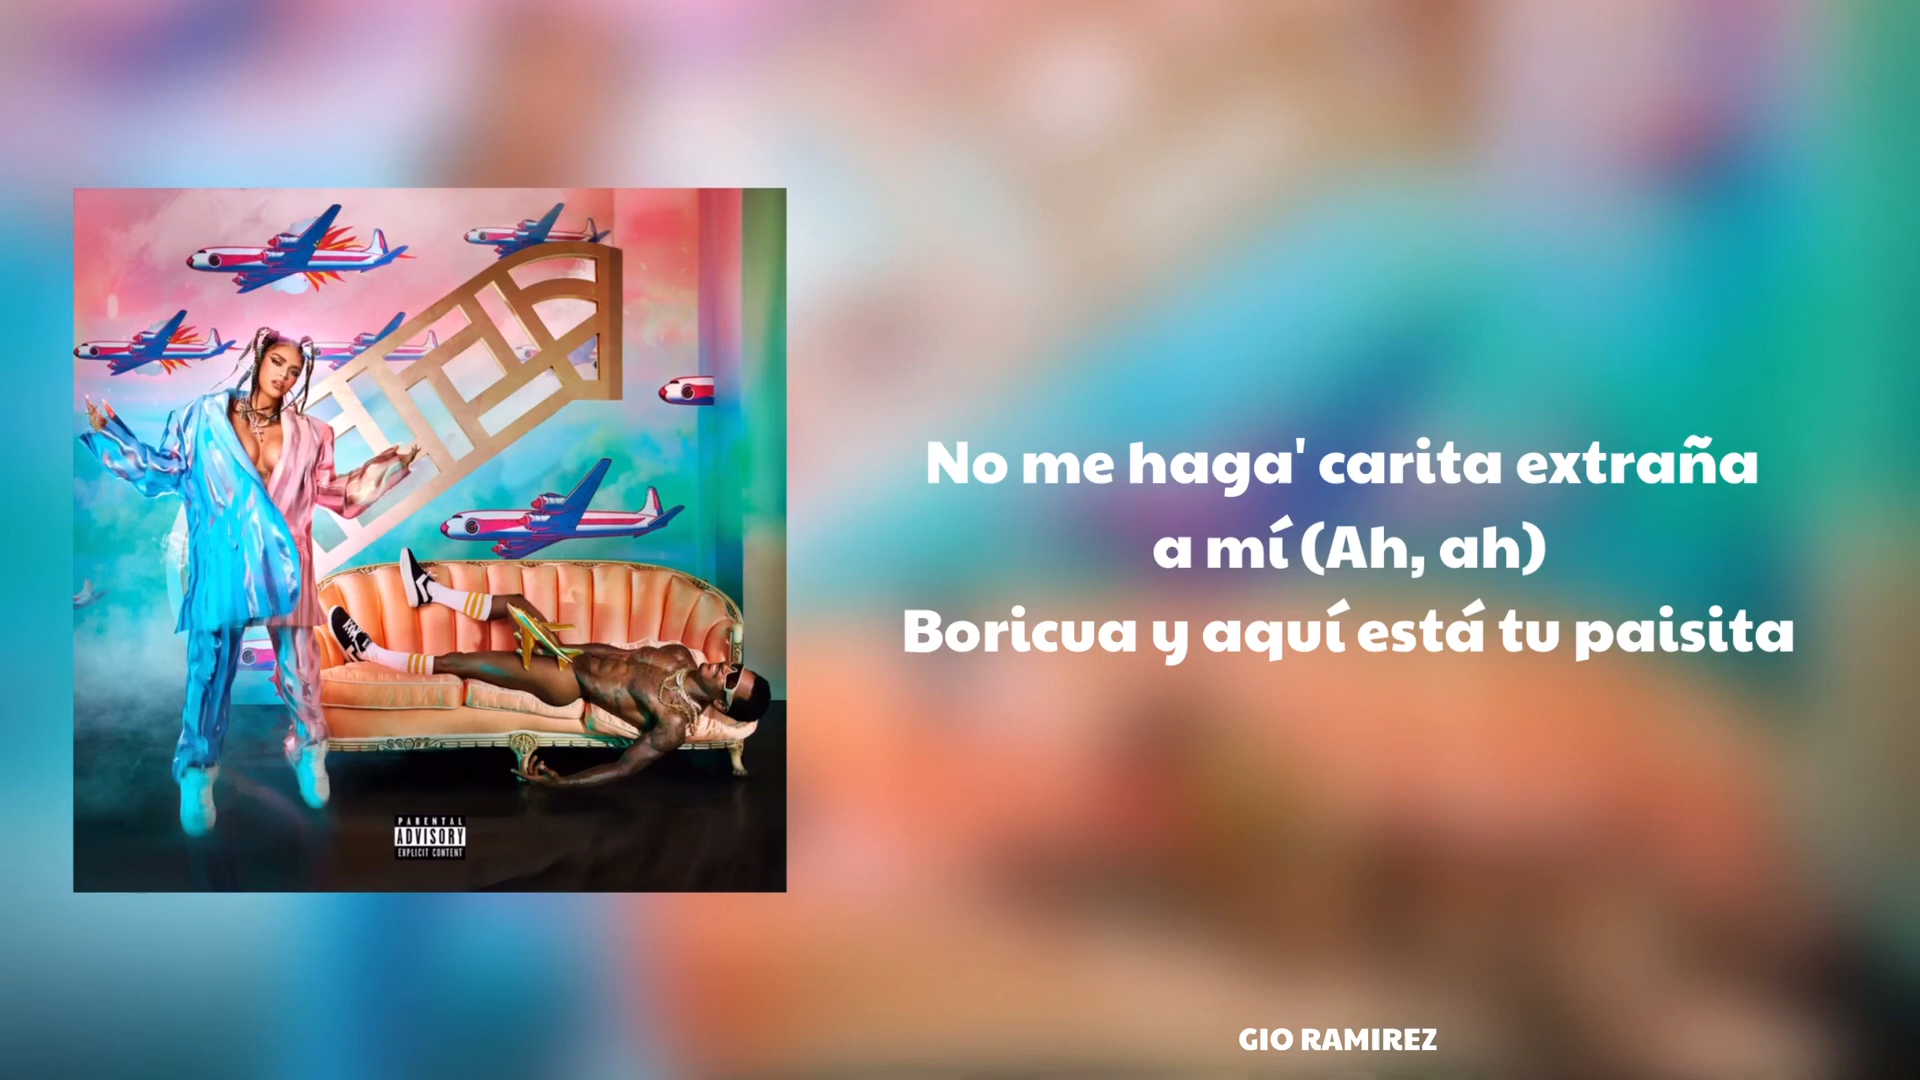 No me haga' carita extraña
a mí (Ah, ah)
Boricua y aquí está tu paisita
PARENTAL
ADVISORY
EXPLICIT CONTENT
GIO RAMIREZ